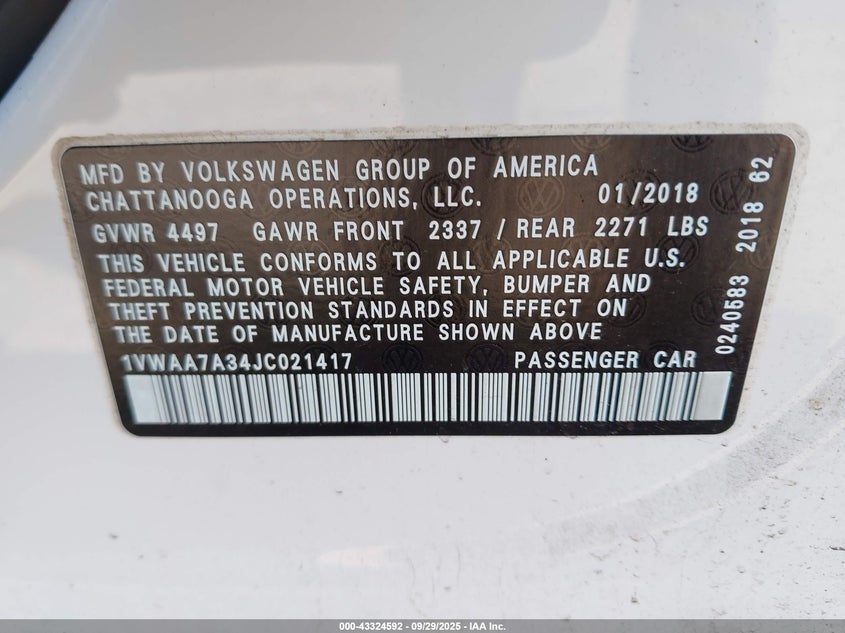 MFD BY VOLKSWAGEN GROUP OF AMERICA
CHATTANOOGA OPERATIONS, LLC. 01/2018
GVWR 4497 GAWR FRONT 2337 / REAR 2271 LBS
THIS VEHICLE CONFORMS TO ALL APPLICABLE U.S.
FEDERAL MOTOR VEHICLE SAFETY, BUMPER AND
THEFT PREVENTION STANDARDS IN EFFECT ON
THE DATE OF MANUFACTURE SHOWN ABOVE
1VWAA7A34JC021417 PASSENGER CAR
0240583 2018 62
000-43324592 - 09/29/2025 - IAA Inc.